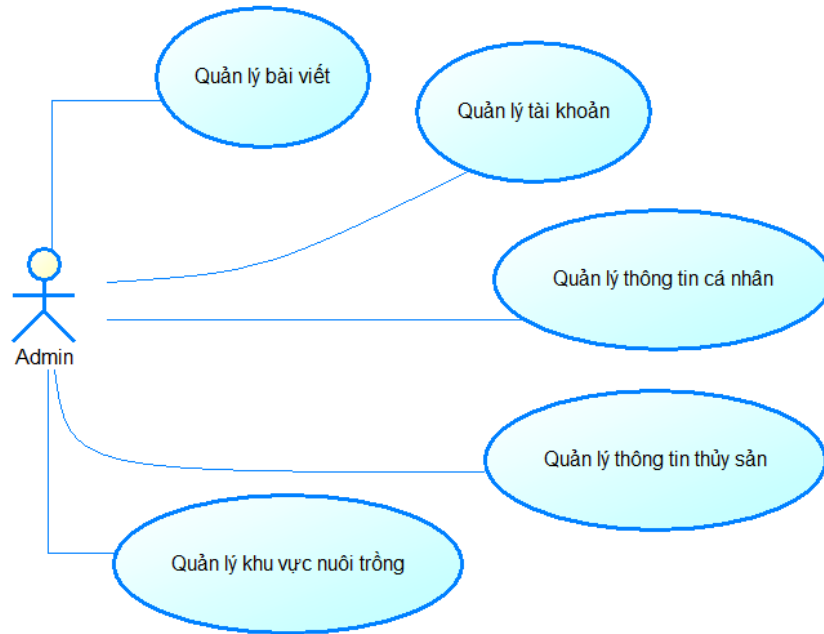 Quản lý bài viết
Quản lý tài khoản
Quản lý thông tin cá nhân
Admin
Quản lý thông tin thủy sản
Quản lý khu vực nuôi trồng